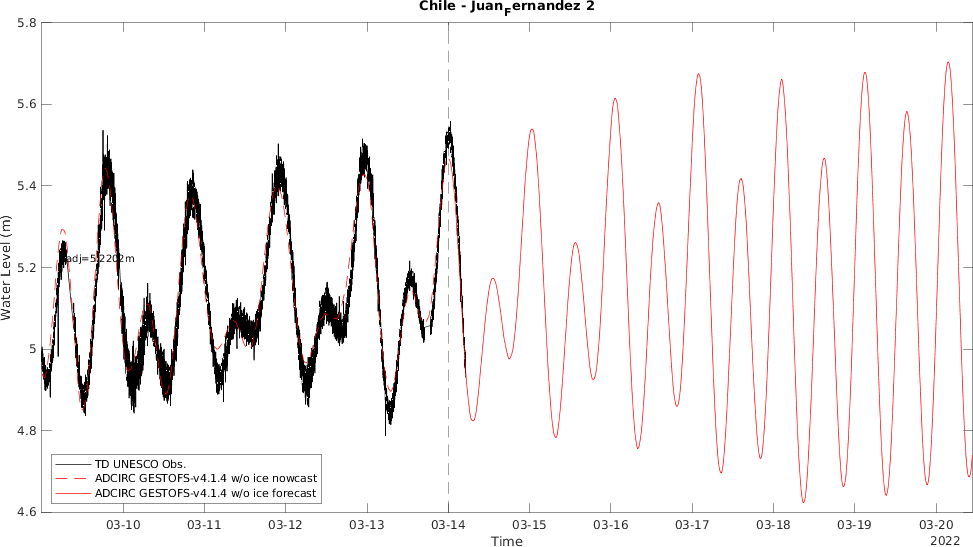 Chile - Juan_Fernandez 2
5.8
5.6
5.4
5.2
5
4.8
4.6
Water Level (m)
adj=5.2202m
TD UNESCO Obs.
ADCIRC GESTOFS-v4.1.4 w/o ice nowcast
ADCIRC GESTOFS-v4.1.4 w/o ice forecast
03-10
03-11
03-12
03-13
03-14
03-15
03-16
03-17
03-18
03-19
03-20
Time
2022